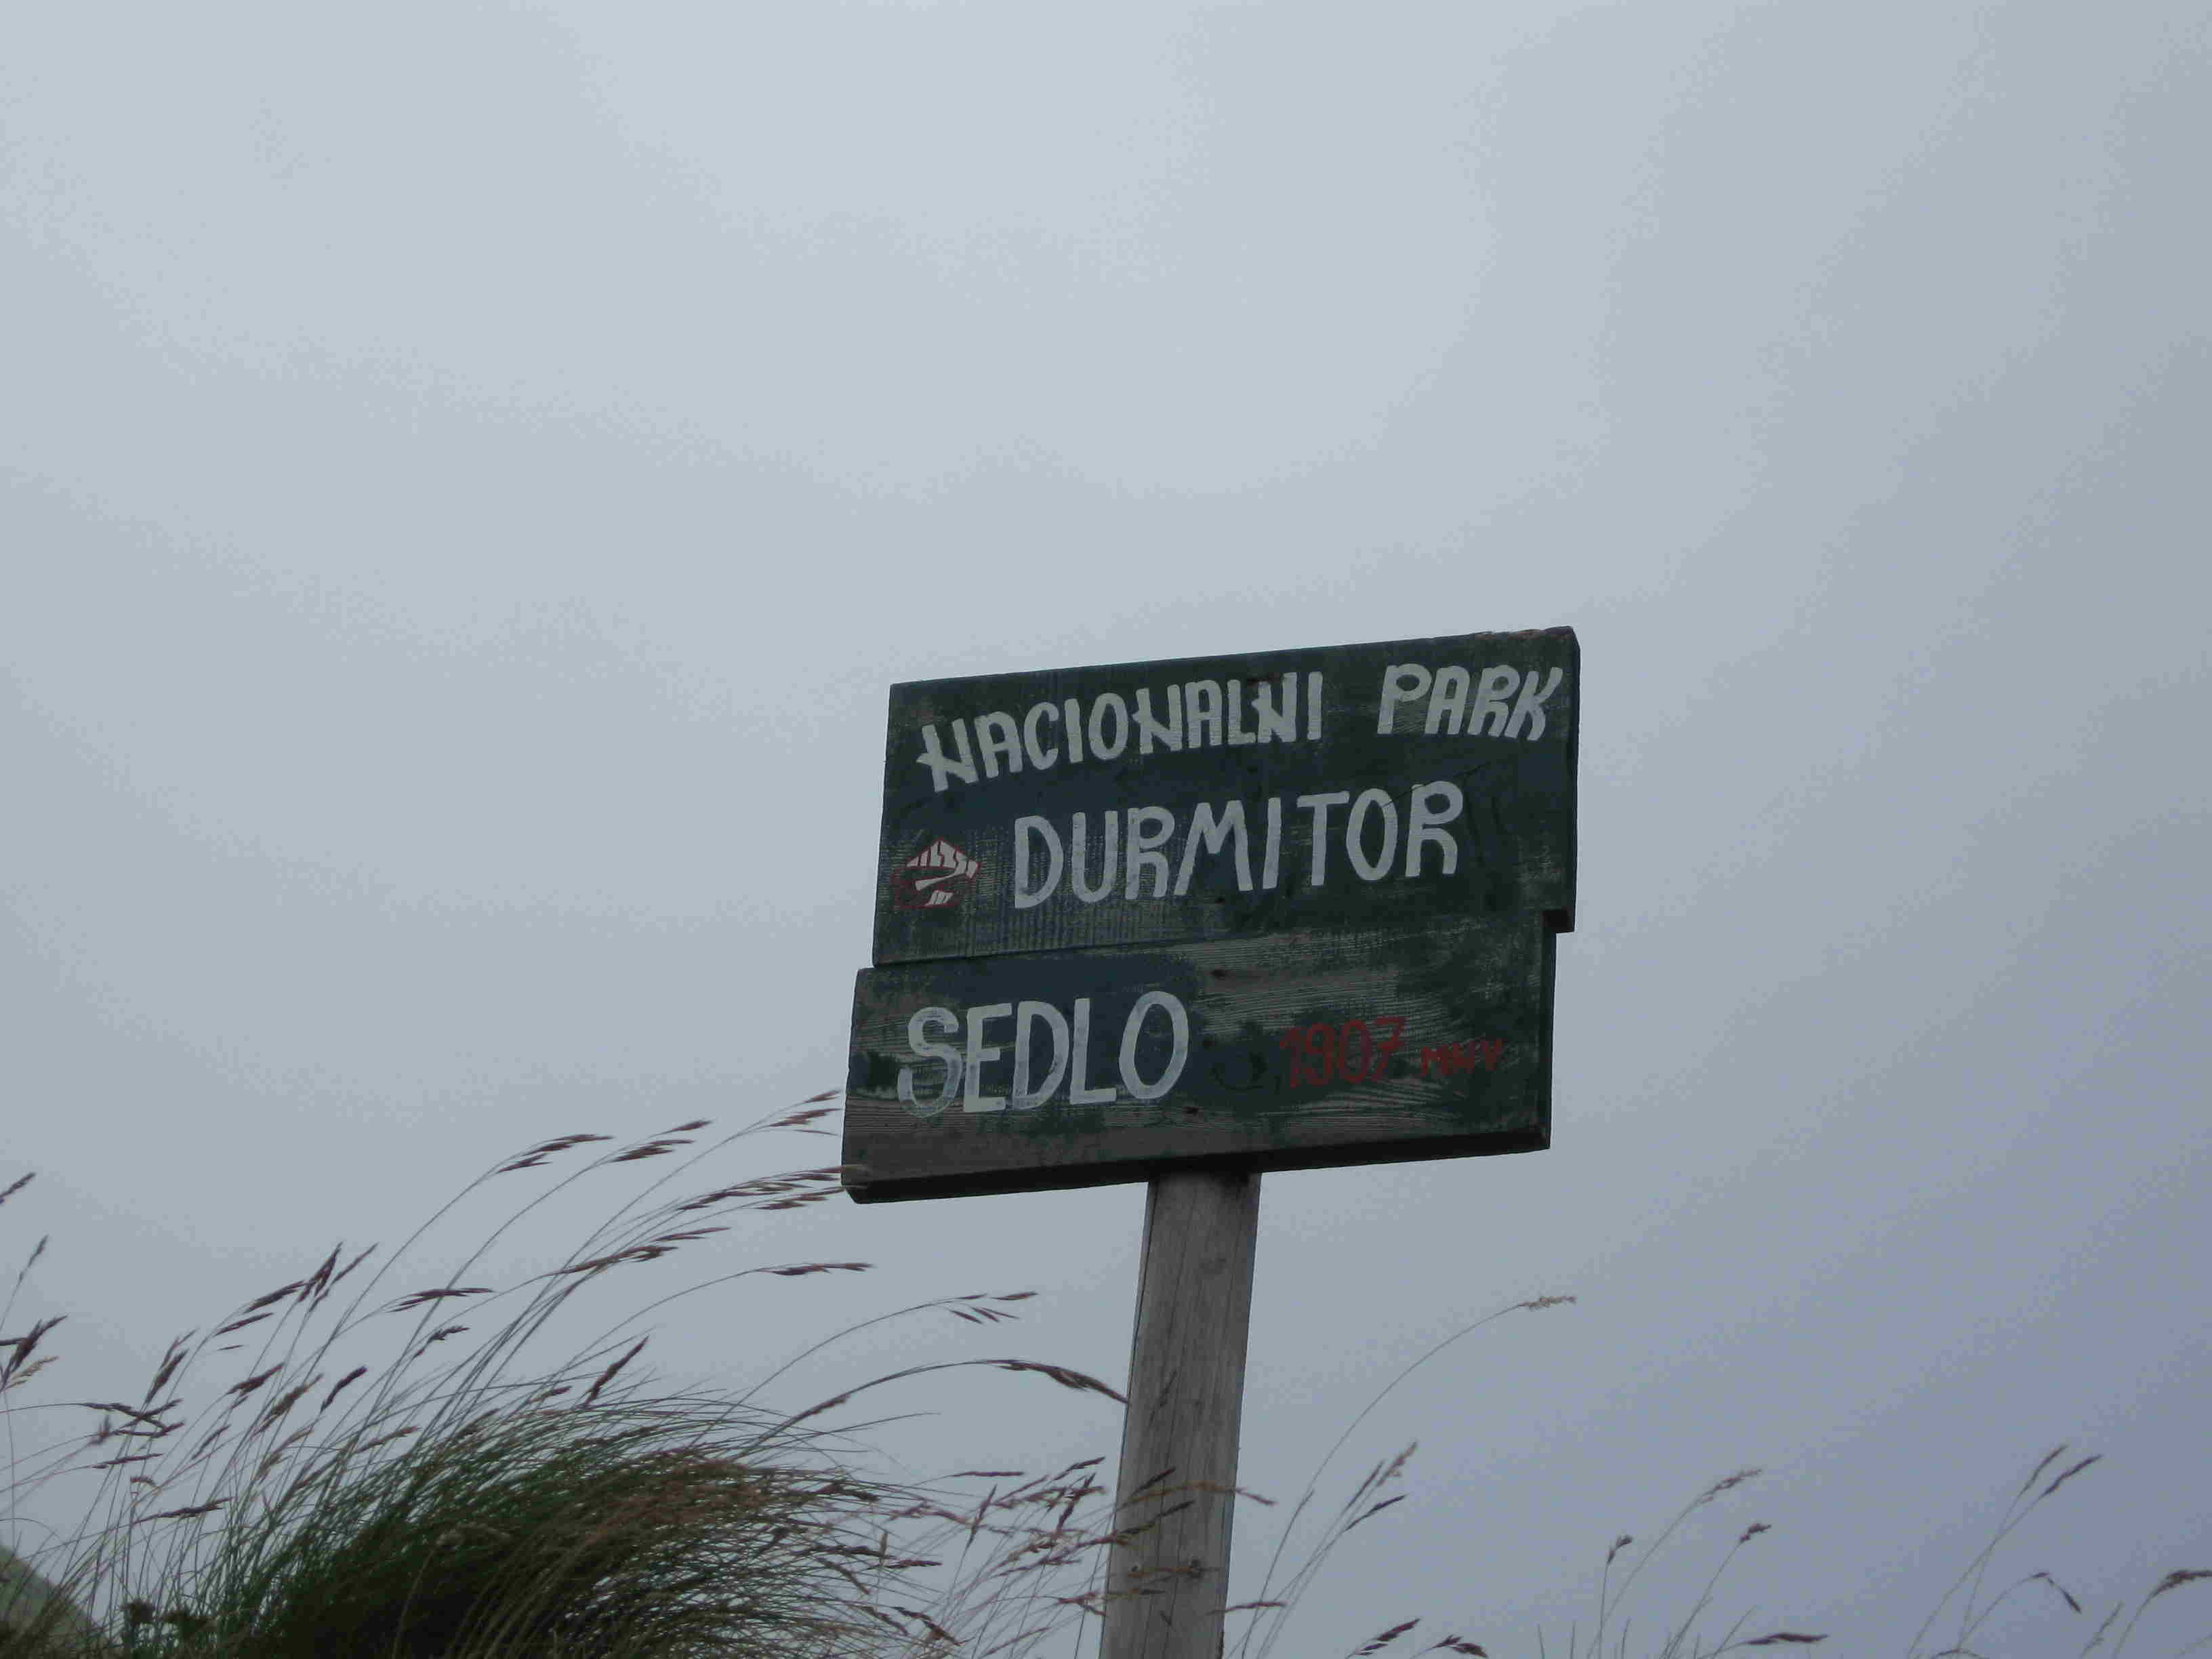 NACIONALNI PARK
DURMITOR
SEDLO 1907 MNV